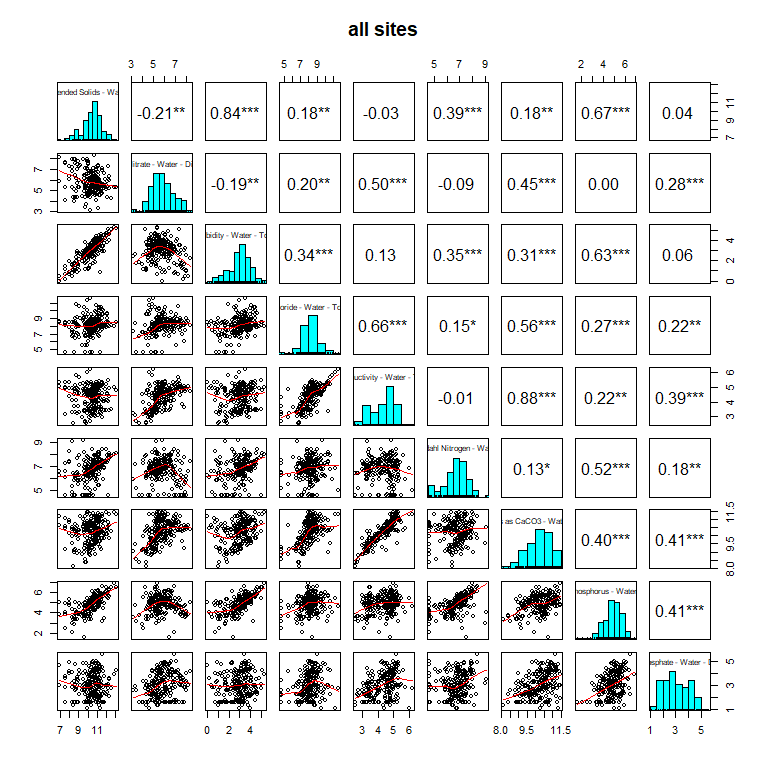 all sites
3 5 7 5 6 7 9 5 7 9 2 4 6
ended Solids - Wa -0.21** 0.84*** 0.18** -0.03 0.39*** 0.18** 0.67*** 0.04 7 9 11
3 5 7 litrate - Water - Di -0.19** 0.20** 0.50*** -0.09 0.45*** 0.00 0.28***
bidity - Water - To 0.34*** 0.13 0.35*** 0.31*** 0.63*** 0.06 0 2 4
5 7 9 oride - Water - To 0.66*** 0.15* 0.56*** 0.27*** 0.22**
uctivity - Water - -0.01 0.88*** 0.22** 0.39*** 3 4 5 6
5 7 9 dahl Nitrogen - Wa 0.13* 0.52*** 0.18**
as CaCO3 - Wat 0.40*** 0.41*** 8.0 9.5 11.5
2 4 6 hosphorus - Water 0.41***
sphate - Water - D 1 3 5
7 9 11 0 2 4 3 4 5 6 8.0 9.5 11.5 1 3 5